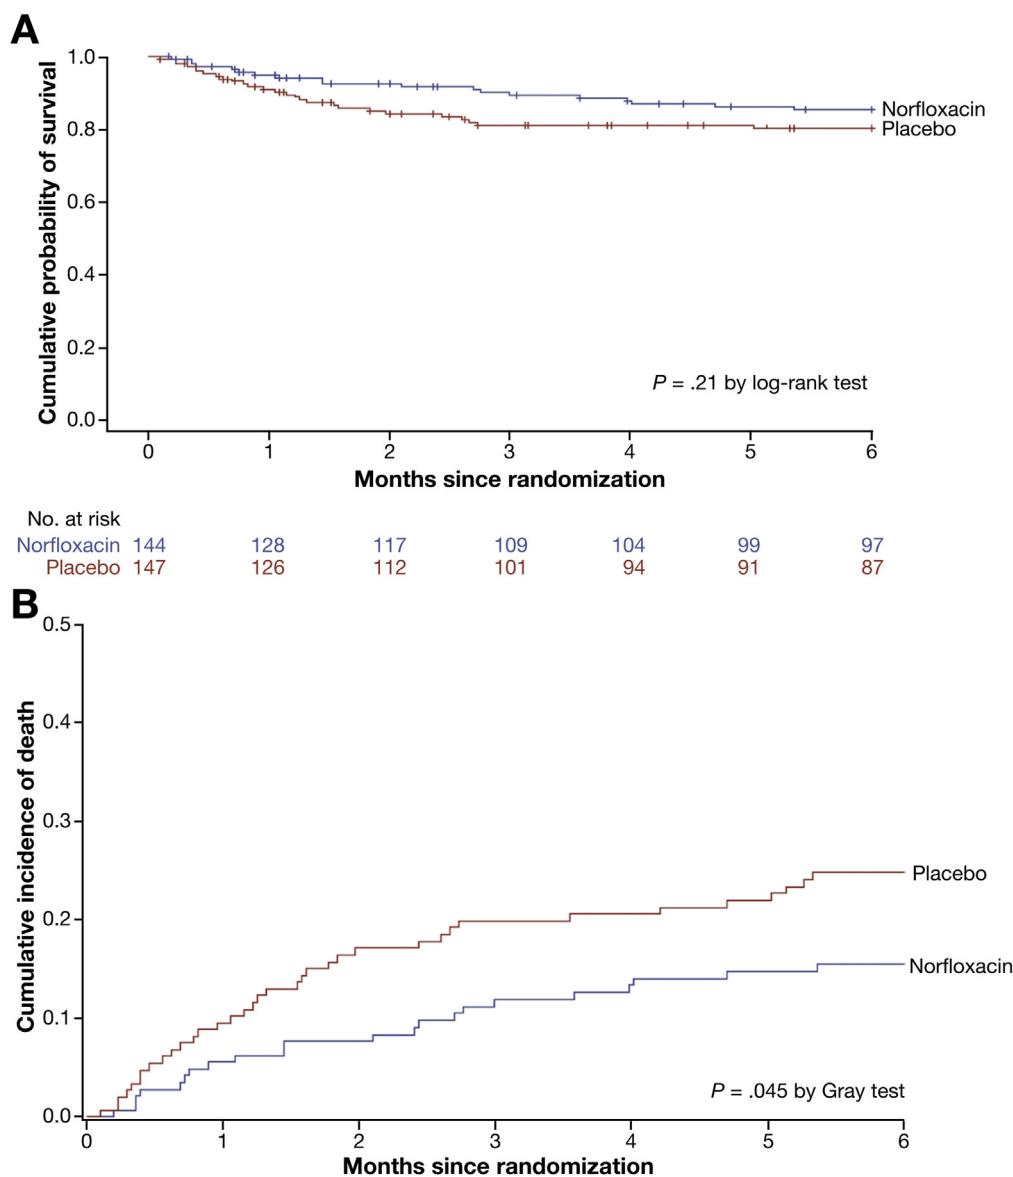 A
Cumulative probability of survival
1.0
0.8
0.6
0.4
0.2
0.0
Norfloxacin
Placebo
P = .21 by log-rank test
0 1 2 3 4 5 6
Months since randomization
No. at risk
Norfloxacin 144 128 117 109 104 99 97
Placebo 147 126 112 101 94 91 87
B
Cumulative incidence of death
0.5
0.4
0.3
0.2
0.1
0.0
Placebo
Norfloxacin
P = .045 by Gray test
0 1 2 3 4 5 6
Months since randomization